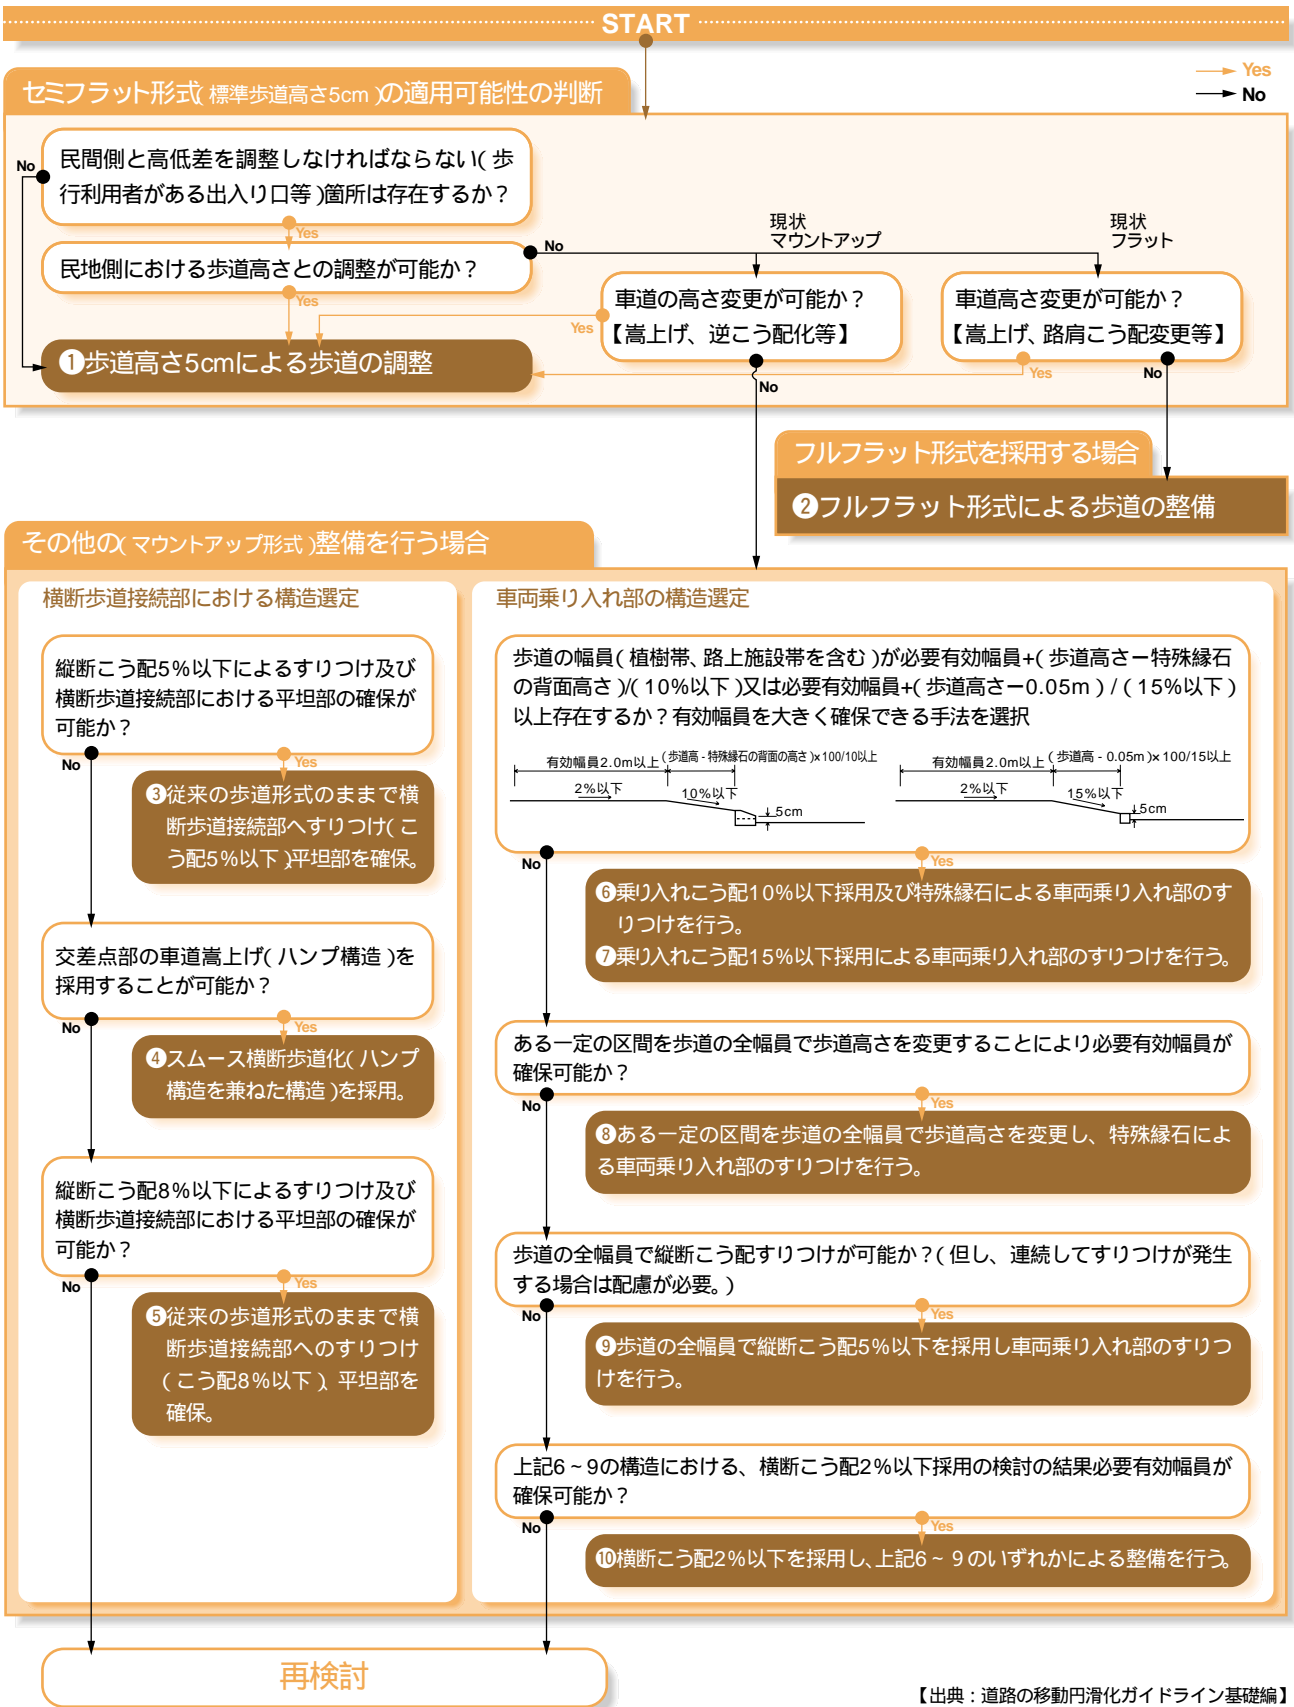 START
Yes
No
セミフラット形式(標準歩道高さ5cm)の適用可能性の判断
No
民間側と高低差を調整しなければならない(歩
行利用者がある出入り口等)箇所は存在するか？
Yes
民地側における歩道高さとの調整が可能か？
No
現状
マウントアップ
現状
フラット
Yes
車道の高さ変更が可能か？
【嵩上げ、逆こう配化等】
Yes
No
車道高さ変更が可能か？
【嵩上げ、路肩こう配変更等】
Yes
No
❶歩道高さ5cmによる歩道の調整
フルフラット形式を採用する場合
❷フルフラット形式による歩道の整備
その他の(マウントアップ形式)整備を行う場合
横断歩道接続部における構造選定
縦断こう配5％以下によるすりつけ及び
横断歩道接続部における平坦部の確保が
可能か？
No
Yes
❸従来の歩道形式のままで横
断歩道接続部へすりつけ(こ
う配5％以下)平坦部を確保。
交差点部の車道嵩上げ(ハンプ構造)を
採用することが可能か？
No
Yes
❹スムース横断歩道化(ハンプ
構造を兼ねた構造)を採用。
縦断こう配8％以下によるすりつけ及び
横断歩道接続部における平坦部の確保が
可能か？
No
Yes
❺従来の歩道形式のままで横
断歩道接続部へのすりつけ
(こう配8％以下)、平坦部を
確保。
車両乗り入れ部の構造選定
歩道の幅員(植樹帯、路上施設帯を含む)が必要有効幅員+(歩道高さー特殊縁石
の背面高さ)/(10％以下)又は必要有効幅員+(歩道高さー0.05m)/(15％以下)
以上存在するか？有効幅員を大きく確保できる手法を選択
有効幅員2.0m以上
(歩道高-特殊縁石の背面の高さ)×100/10以上
2％以下
10％以下
5cm
有効幅員2.0m以上
(歩道高-0.05m)×100/15以上
2％以下
15％以下
5cm
No
Yes
❻乗り入れこう配10％以下採用及び特殊縁石による車両乗り入れ部のす
りつけを行う。
❼乗り入れこう配15％以下採用による車両乗り入れ部のすりつけを行う。
ある一定の区間を歩道の全幅員で歩道高さを変更することにより必要有効幅員が
確保可能か？
No
Yes
❽ある一定の区間を歩道の全幅員で歩道高さを変更し、特殊縁石によ
る車両乗り入れ部のすりつけを行う。
歩道の全幅員で縦断こう配すりつけが可能か？(但し、連続してすりつけが発生
する場合は配慮が必要。)
No
Yes
❾歩道の全幅員で縦断こう配5％以下を採用し車両乗り入れ部のすりつ
けを行う。
上記6~9の構造における、横断こう配2％以下採用の検討の結果必要有効幅員が
確保可能か？
No
Yes
❿横断こう配2％以下を採用し、上記6~9のいずれかによる整備を行う。
再検討
【出典：道路の移動円滑化ガイドライン基礎編】